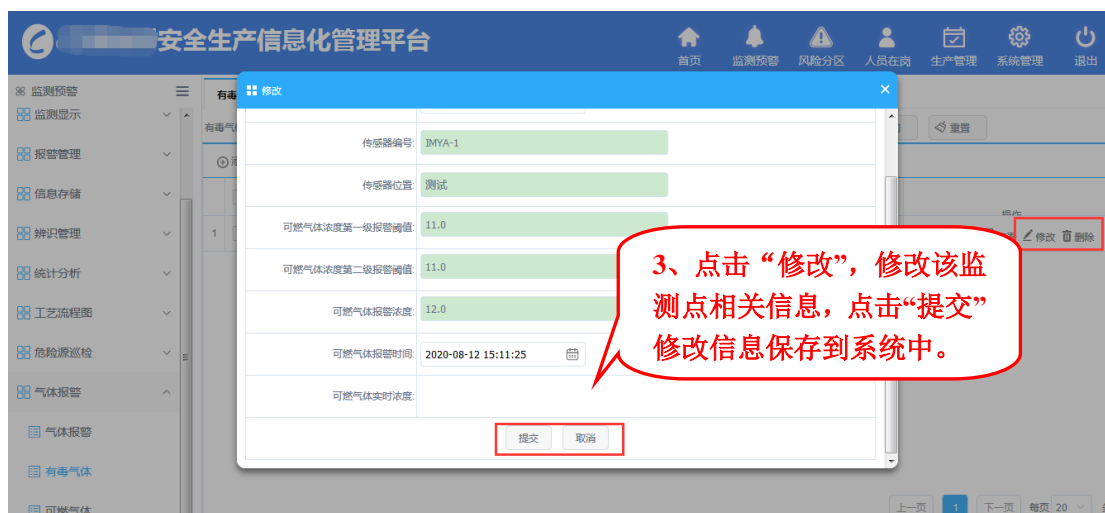 安全生产信息化管理平台
首页
监测预警
风险分区
人员在岗
生产管理
系统管理
退出
监测预警
监测显示
报警管理
信息存储
辨识管理
统计分析
工艺流程图
危险源巡检
气体报警
气体报警
有毒气体
可燃气体
有毒
有毒气
重置
修改
传感器编号:
IMYA-1
传感器位置:
测试
可燃气体浓度第一级报警阈值:
11.0
可燃气体浓度第二级报警阈值:
11.0
可燃气体报警浓度:
12.0
可燃气体报警时间:
2020-08-12 15:11:25
可燃气体实时浓度:
提交
取消
1
操作
修改
删除
3、点击“修改”，修改该监
测点相关信息，点击“提交”
修改信息保存到系统中。
上一页
1
下一页
每页
20